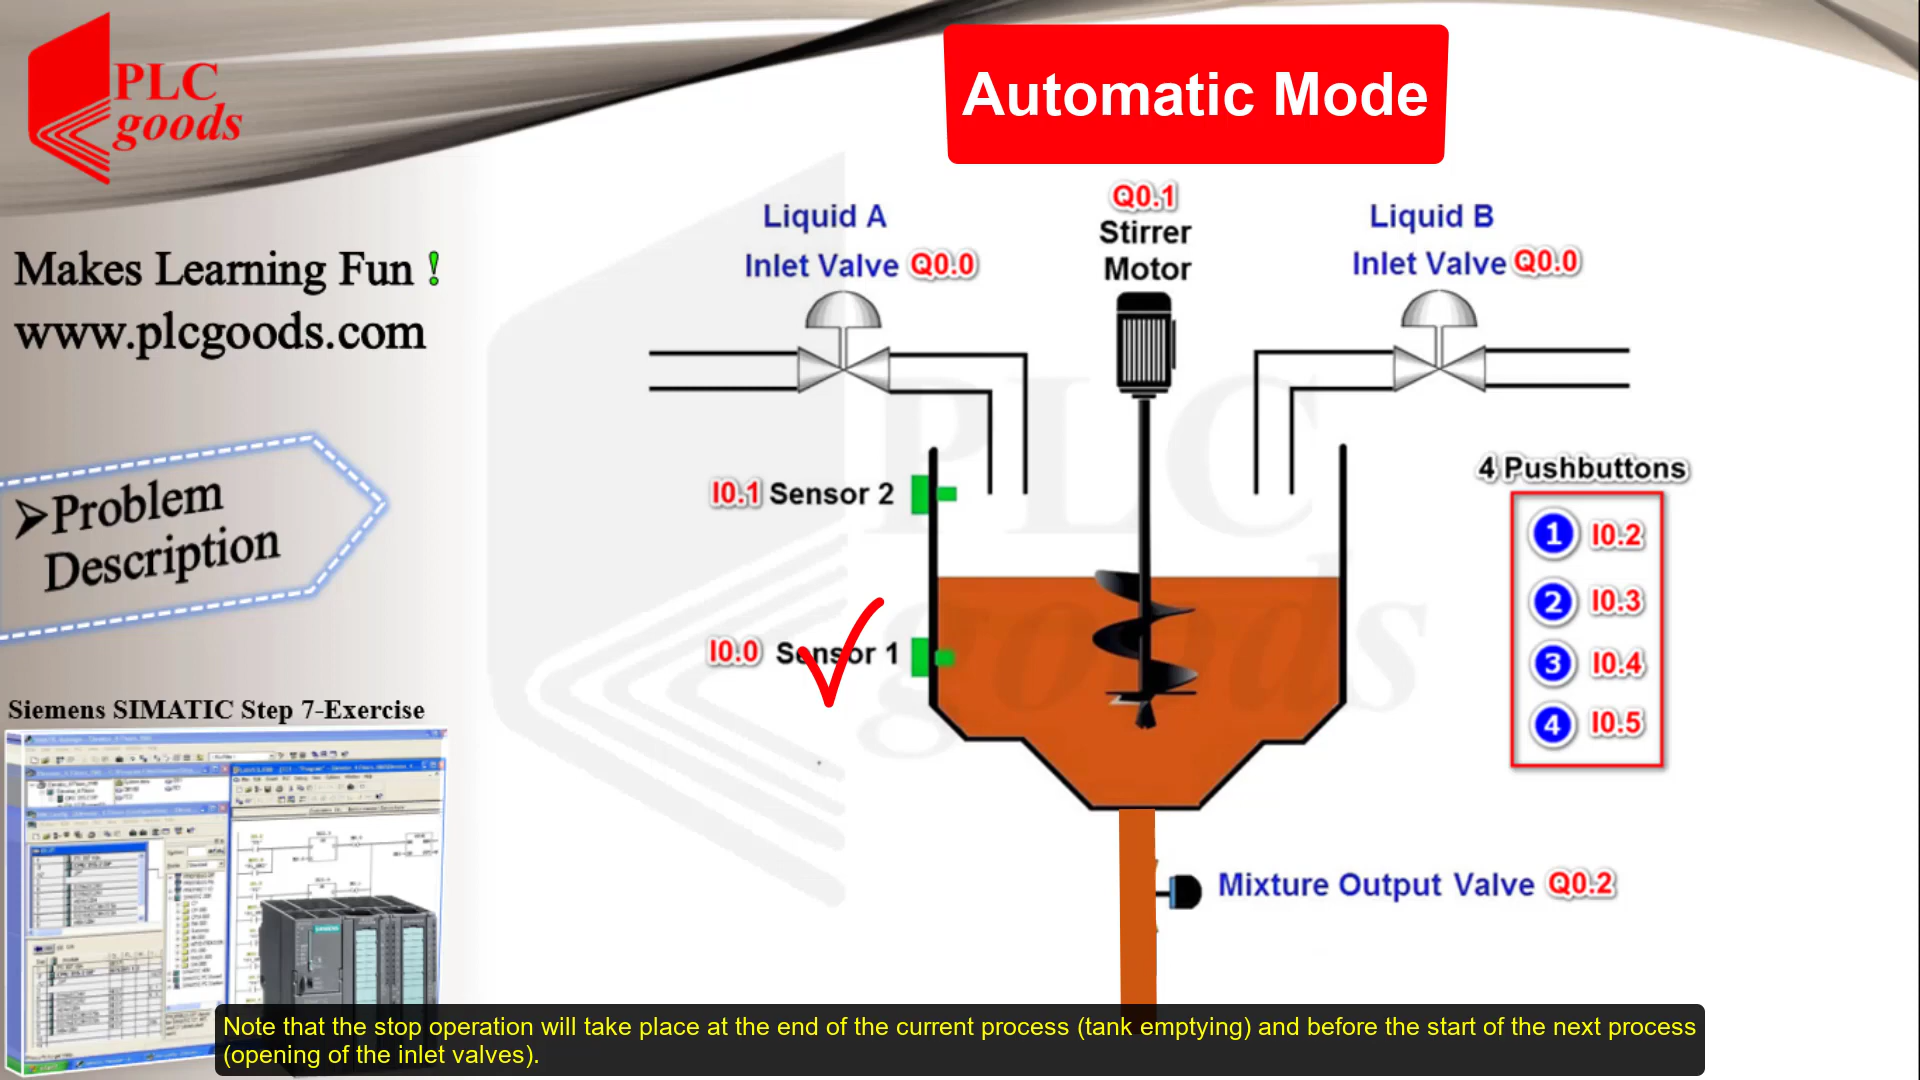 PLC
goods
Automatic Mode
Makes Learning Fun !
www.plcgoods.com
➢Problem
Description
Siemens SIMATIC Step 7-Exercise
Liquid A
Inlet Valve Q0.0
Q0.1
Stirrer
Motor
Liquid B
Inlet Valve Q0.0
I0.1 Sensor 2
I0.0 Sensor 1
4 Pushbuttons
1 I0.2
2 I0.3
3 I0.4
4 I0.5
Mixture Output Valve Q0.2
PLC
goods
SIEMENS
Note that the stop operation will take place at the end of the current process (tank emptying) and before the start of the next process
(opening of the inlet valves).